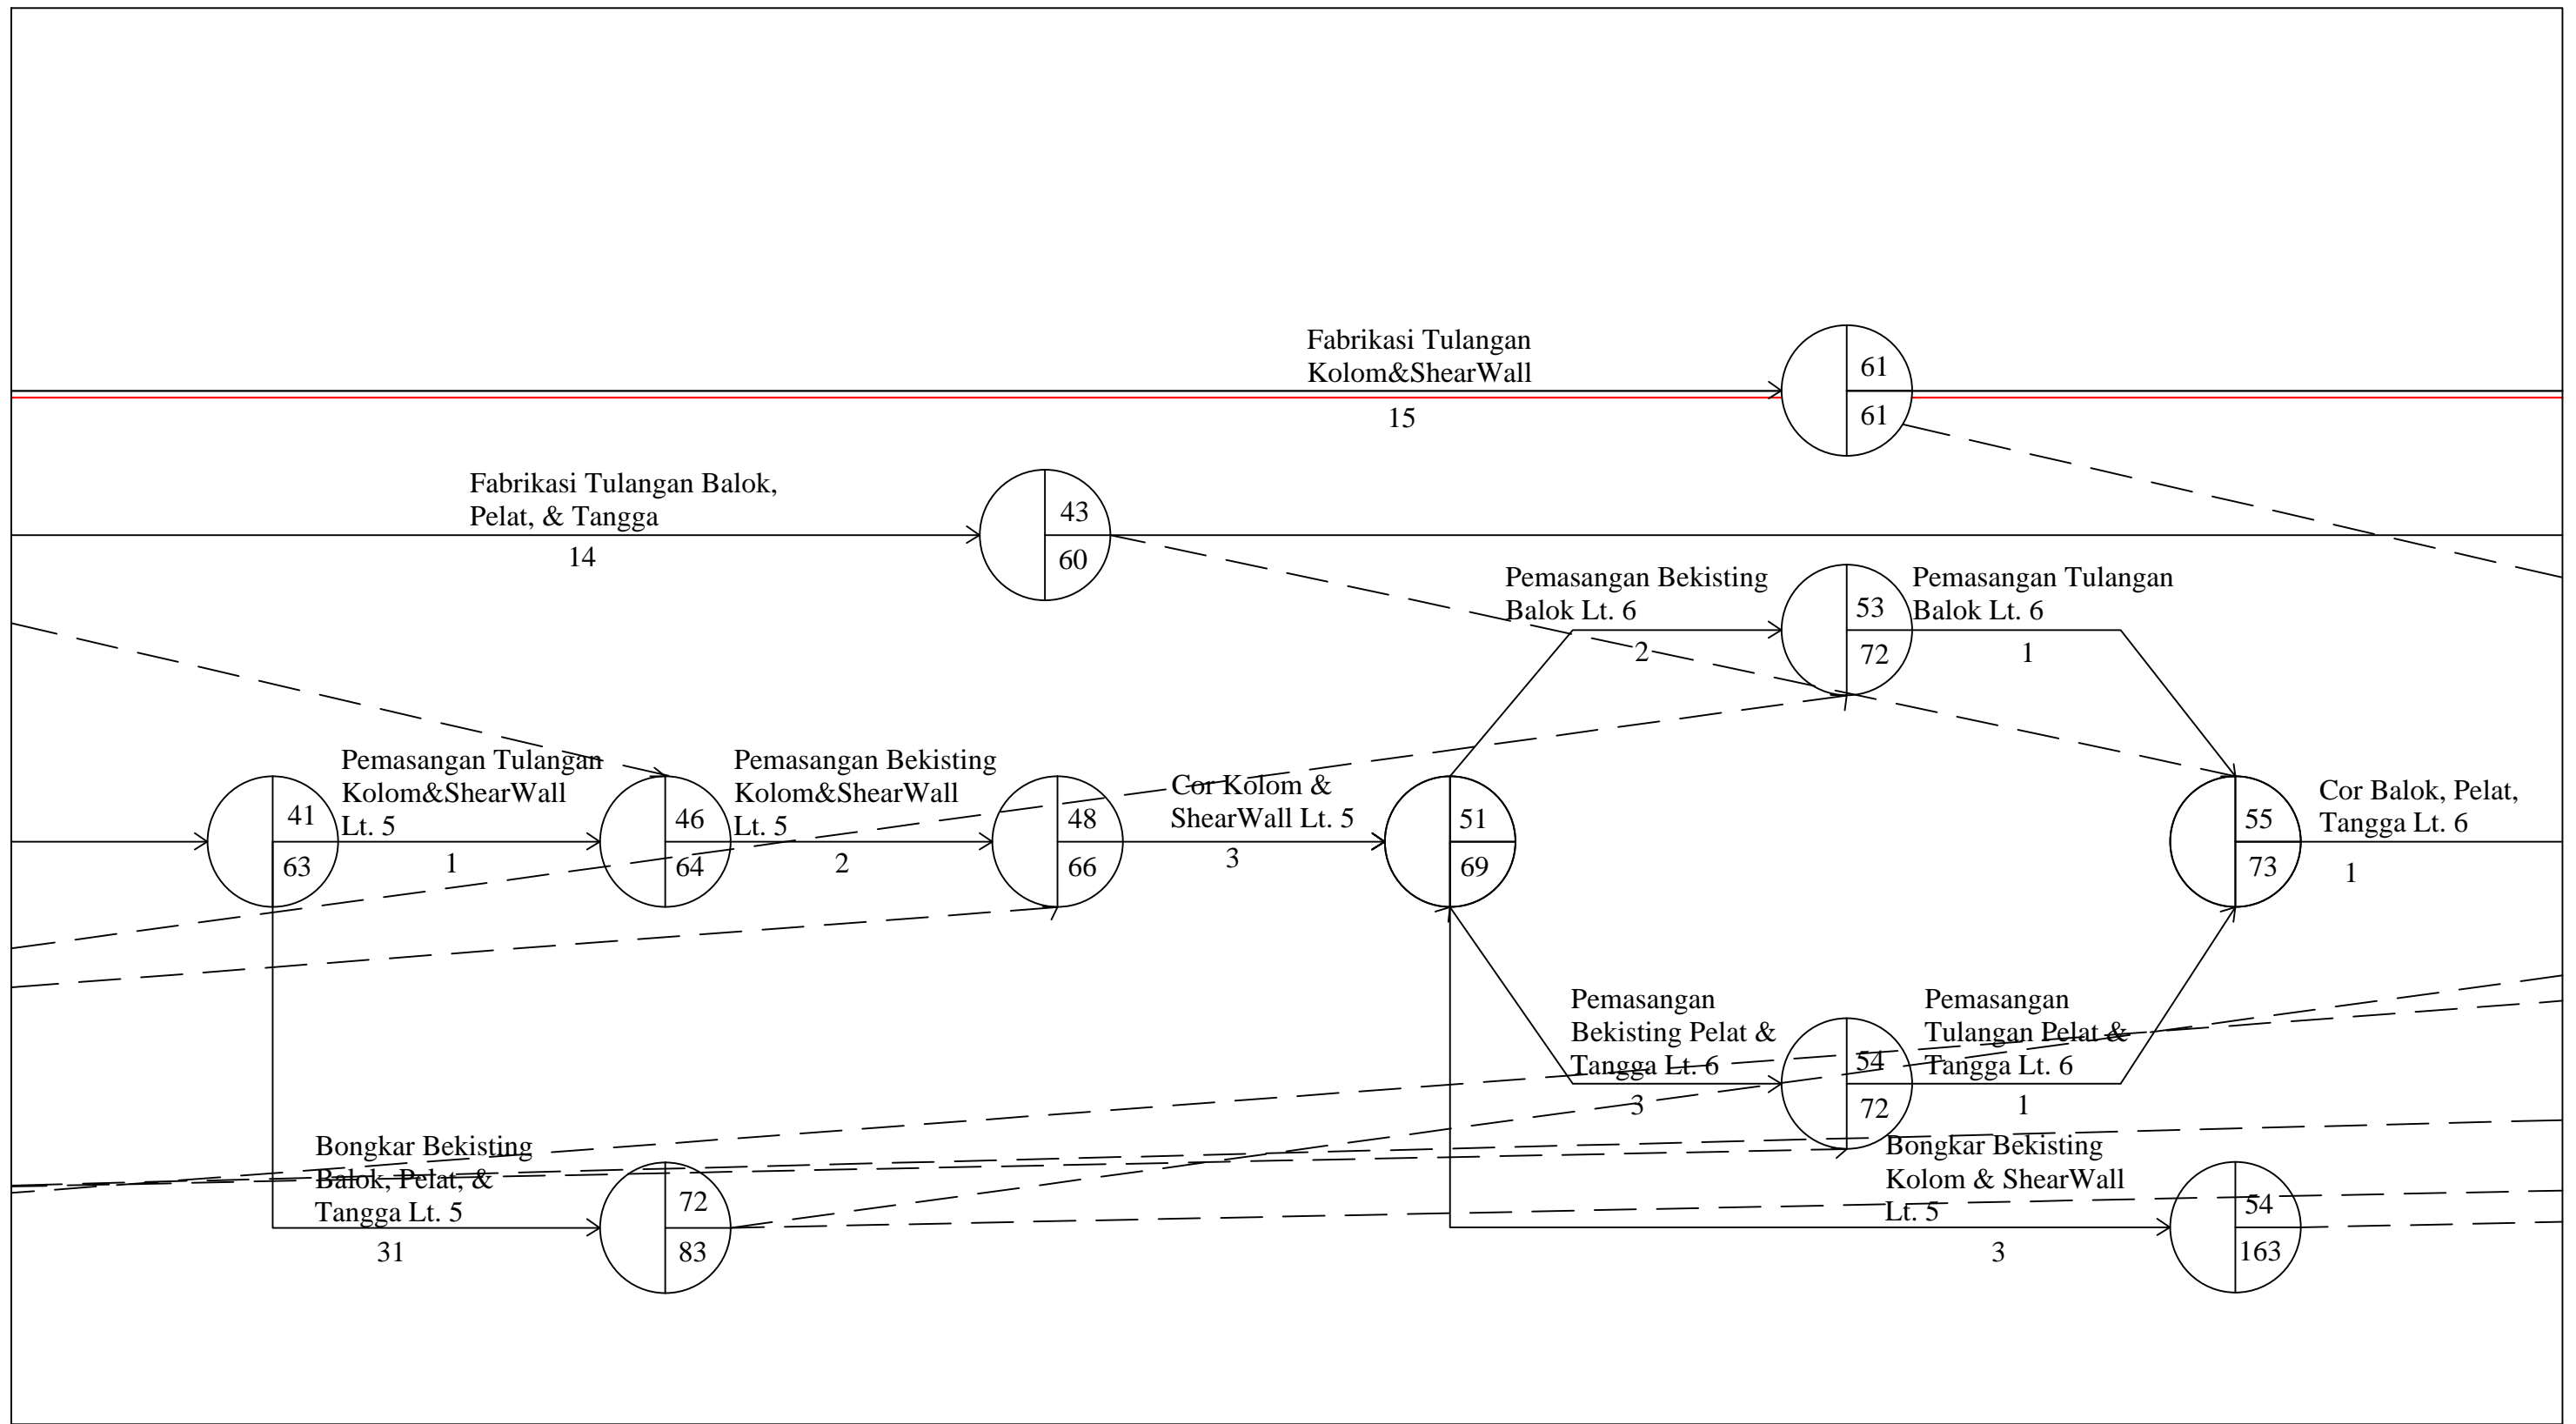 Fabrikasi Tulangan
Kolom&ShearWall
15
61
61
Fabrikasi Tulangan Balok,
Pelat, & Tangga
14
43
60
Pemasangan Bekisting
Balok Lt. 6
2
53
72
Pemasangan Tulangan
Balok Lt. 6
1
41
63
Pemasangan Tulangan
Kolom&ShearWall
Lt. 5
1
46
64
Pemasangan Bekisting
Kolom&ShearWall
Lt. 5
2
48
66
Cor Kolom &
ShearWall Lt. 5
3
51
69
55
73
Cor Balok, Pelat,
Tangga Lt. 6
1
Pemasangan
Bekisting Pelat &
Tangga Lt. 6
3
54
72
Pemasangan
Tulangan Pelat &
Tangga Lt. 6
1
Bongkar Bekisting
Balok, Pelat, &
Tangga Lt. 5
31
72
83
Bongkar Bekisting
Kolom & ShearWall
Lt. 5
3
54
163